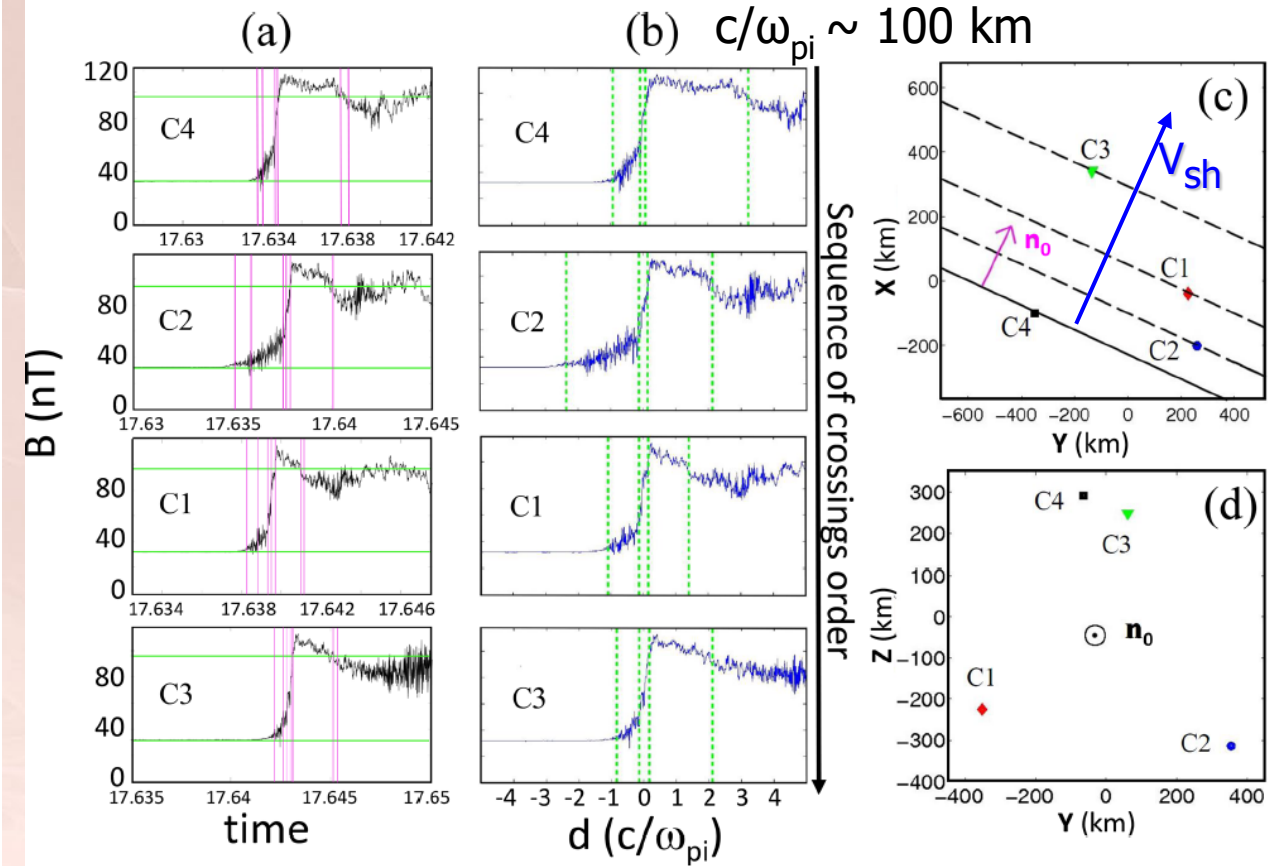 (a)
(b)
c/ωpi ~ 100 km
B (nT)
120
80
40
0
C4
17.63
17.634
17.638
17.642
80
40
0
C2
17.63
17.635
17.64
17.645
80
40
0
C1
17.634
17.638
17.642
17.646
80
40
0
C3
17.635
17.64
17.645
17.65
time
C4
C2
C1
C3
-4 -3 -2 -1 0 1 2 3 4
d (c/ωpi)
Sequence of crossings order
(c)
600
400
200
0
−200
X (km)
C3
Vsh
n0
C1
C4
C2
−600 −400 −200 0 200 400
Y (km)
(d)
300
200
100
0
−100
−200
−300
−400
Z (km)
C4
C3
n0
C1
C2
−400 −200 0 200 400
Y (km)